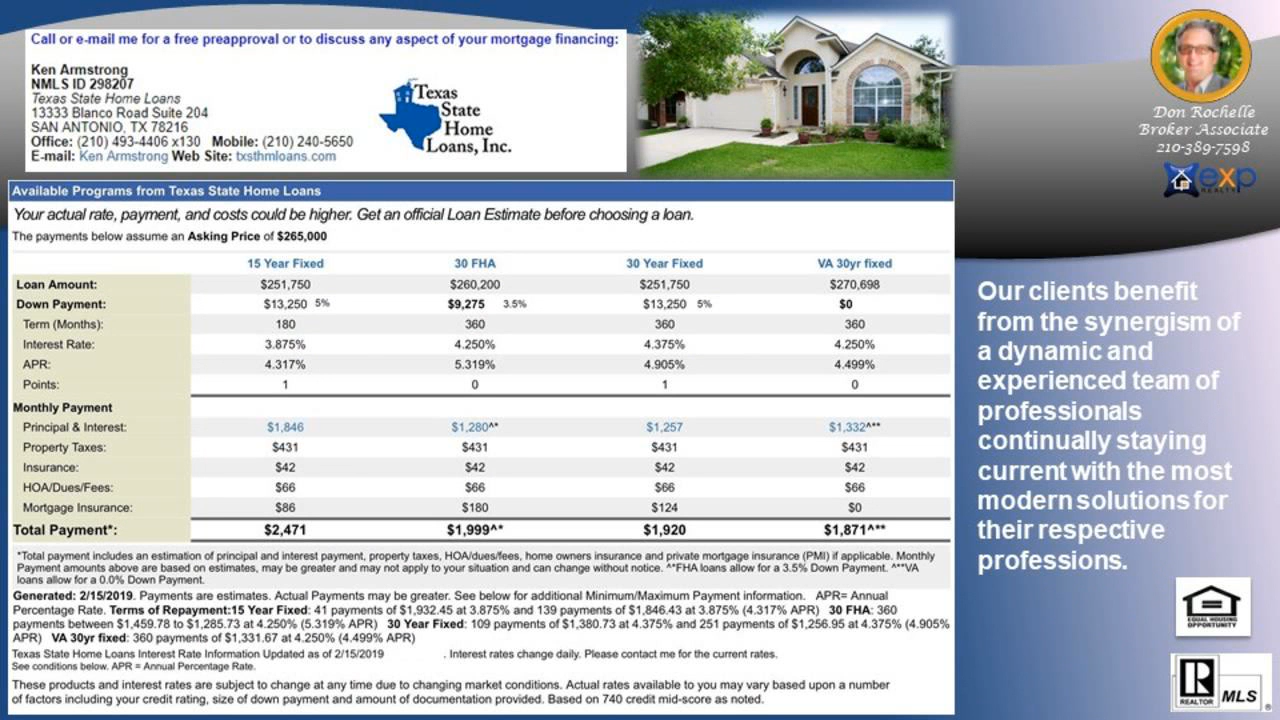 Call or e-mail me for a free preapproval or to discuss any aspect of your mortgage financing:
Ken Armstrong
NMLS ID 298207
Texas State Home Loans
13333 Blanco Road Suite 204
SAN ANTONIO, TX 78216
Office: (210) 493-4406 x130 Mobile: (210) 240-5650
E-mail: Ken Armstrong Web Site: txsthmloans.com
Texas
State
Home
Loans, Inc.
Don Rochelle
Broker Associate
210-389-7598
exp
REALTY
Available Programs from Texas State Home Loans
Your actual rate, payment, and costs could be higher. Get an official Loan Estimate before choosing a loan.
The payments below assume an Asking Price of $265,000
15 Year Fixed 30 FHA 30 Year Fixed VA 30yr fixed
Loan Amount: $251,750 $260,200 $251,750 $270,698
Down Payment: $13,250 5% $9,275 3.5% $13,250 5% $0
Term (Months): 180 360 360 360
Interest Rate: 3.875% 4.250% 4.375% 4.250%
APR: 4.317% 5.319% 4.905% 4.499%
Points: 1 0 1 0
Monthly Payment
Principal & Interest: $1,846 $1,280^* $1,257 $1,332^**
Property Taxes: $431 $431 $431 $431
Insurance: $42 $42 $42 $42
HOA/Dues/Fees: $66 $66 $66 $66
Mortgage Insurance: $86 $180 $124 $0
Total Payment*: $2,471 $1,999^* $1,920 $1,871^**
*Total payment includes an estimation of principal and interest payment, property taxes, HOA/dues/fees, home owners insurance and private mortgage insurance (PMI) if applicable. Monthly
Payment amounts above are based on estimates, may be greater and may not apply to your situation and can change without notice. ^*FHA loans allow for a 3.5% Down Payment. ^**VA
loans allow for a 0.0% Down Payment.
Generated: 2/15/2019. Payments are estimates. Actual Payments may be greater. See below for additional Minimum/Maximum Payment information. APR= Annual
Percentage Rate. Terms of Repayment:15 Year Fixed: 41 payments of $1,932.45 at 3.875% and 139 payments of $1,846.43 at 3.875% (4.317% APR) 30 FHA: 360
payments between $1,459.78 to $1,285.73 at 4.250% (5.319% APR) 30 Year Fixed: 109 payments of $1,380.73 at 4.375% and 251 payments of $1,256.95 at 4.375% (4.905%
APR) VA 30yr fixed: 360 payments of $1,331.67 at 4.250% (4.499% APR)
Texas State Home Loans Interest Rate Information Updated as of 2/15/2019 . Interest rates change daily. Please contact me for the current rates.
See conditions below. APR = Annual Percentage Rate.
These products and interest rates are subject to change at any time due to changing market conditions. Actual rates available to you may vary based upon a number
of factors including your credit rating, size of down payment and amount of documentation provided. Based on 740 credit mid-score as noted.
Our clients benefit
from the synergism of
a dynamic and
experienced team of
professionals
continually staying
current with the most
modern solutions for
their respective
professions.
EQUAL HOUSING
OPPORTUNITY
R
REALTOR MLS ®